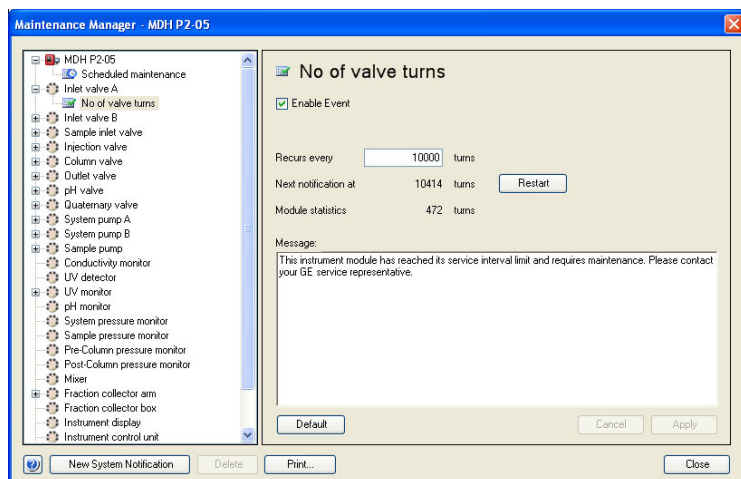 Maintenance Manager - MDH P2-05
MDH P2-05
Scheduled maintenance
Inlet valve A
No of valve turns
Inlet valve B
Sample inlet valve
Injection valve
Column valve
Outlet valve
pH valve
Quaternary valve
System pump A
System pump B
Sample pump
Conductivity monitor
UV detector
UV monitor
pH monitor
System pressure monitor
Sample pressure monitor
Pre-Column pressure monitor
Post-Column pressure monitor
Mixer
Fraction collector arm
Fraction collector box
Instrument display
Instrument control unit
No of valve turns
Enable Event
Recurs every 10000 turns
Next notification at 10414 turns Restart
Module statistics 472 turns
Message:
This instrument module has reached its service interval limit and requires maintenance. Please contact
your GE service representative.
Default Cancel Apply
? New System Notification Delete Print... Close